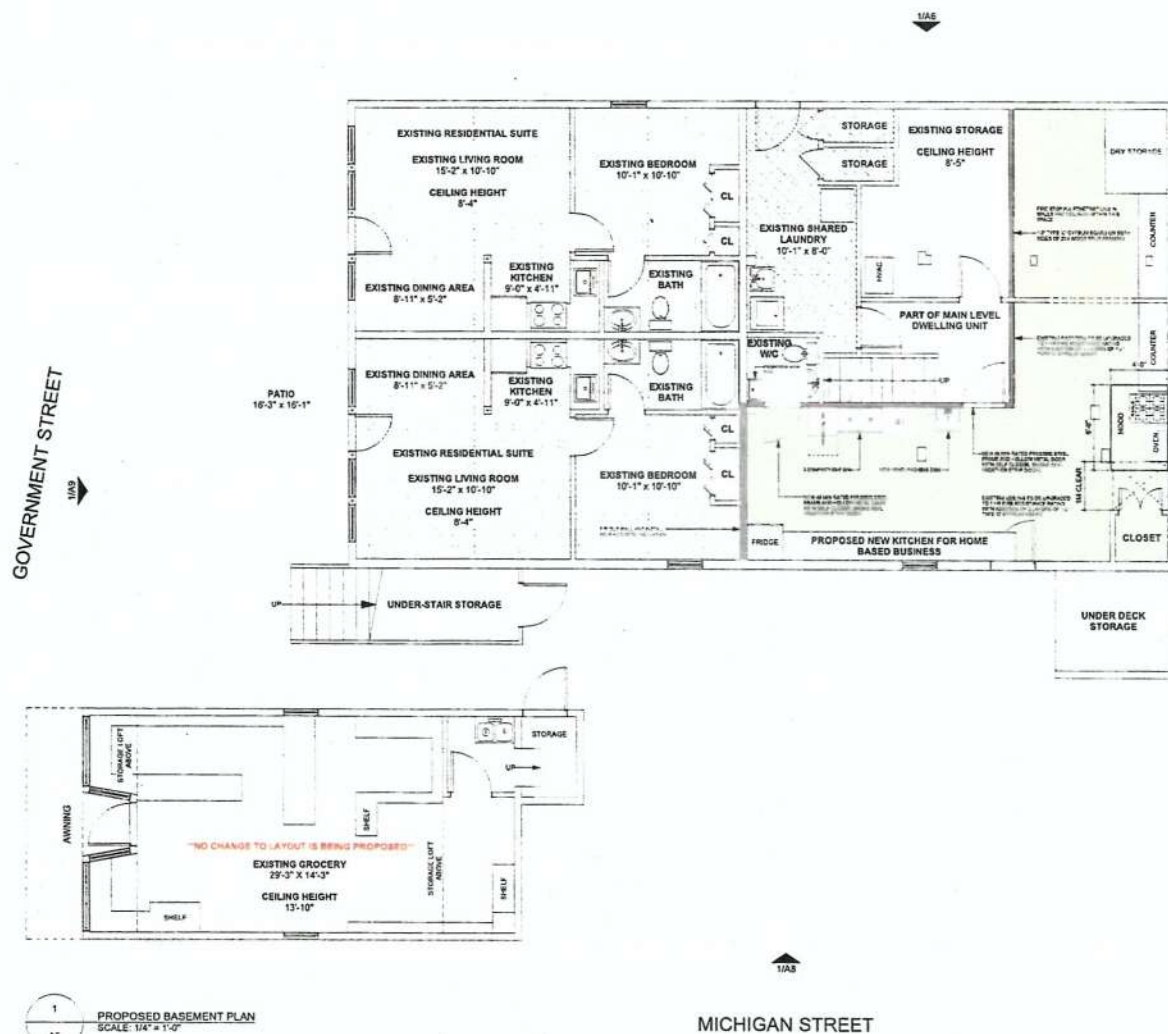 1/A6
EXISTING RESIDENTIAL SUITE
EXISTING LIVING ROOM
15'-2" x 10'-10"
CEILING HEIGHT
8'-4"
EXISTING BEDROOM
10'-1" x 10'-10"
CL
CL
STORAGE
STORAGE
EXISTING STORAGE
CEILING HEIGHT
8'-5"
DRY STORAGE
COUNTER
EXISTING SHARED
LAUNDRY
10'-1" x 8'-0"
HVAC
EXISTING DINING AREA
8'-11" x 5'-2"
EXISTING
KITCHEN
9'-0" x 4'-11"
EXISTING
BATH
PART OF MAIN LEVEL
DWELLING UNIT
COUNTER
EXISTING
W/C
UP
GOVERNMENT STREET
1/A9
PATIO
16'-3" x 16'-1"
EXISTING DINING AREA
8'-11" x 5'-2"
EXISTING
KITCHEN
9'-0" x 4'-11"
EXISTING
BATH
CL
CL
EXISTING RESIDENTIAL SUITE
EXISTING LIVING ROOM
15'-2" x 10'-10"
CEILING HEIGHT
8'-4"
EXISTING BEDROOM
10'-1" x 10'-10"
HOOD
OVEN
CLEAR
CLOSET
FRIDGE
PROPOSED NEW KITCHEN FOR HOME
BASED BUSINESS
UP
UNDER-STAIR STORAGE
UNDER DECK
STORAGE
AWNING
STORAGE LOFT
ABOVE
STORAGE
UP
SHELF
**NO CHANGE TO LAYOUT IS BEING PROPOSED**
EXISTING GROCERY
29'-3" X 14'-3"
CEILING HEIGHT
13'-10"
STORAGE LOFT
ABOVE
SHELF
SHELF
1/A8
1
PROPOSED BASEMENT PLAN
SCALE: 1/4" = 1'-0"
MICHIGAN STREET